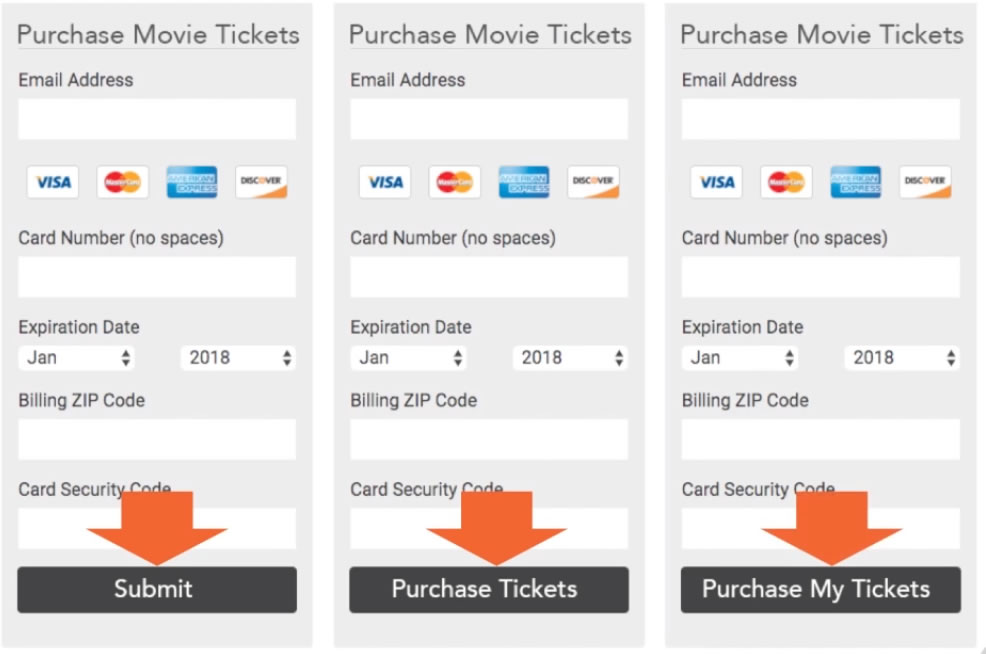 Purchase Movie Tickets
Email Address
VISA MasterCard AMERICAN EXPRESS DISCOVER
Card Number (no spaces)
Expiration Date
Jan 2018
Billing ZIP Code
Card Security Code
Submit
Purchase Movie Tickets
Email Address
VISA MasterCard AMERICAN EXPRESS DISCOVER
Card Number (no spaces)
Expiration Date
Jan 2018
Billing ZIP Code
Card Security Code
Purchase Tickets
Purchase Movie Tickets
Email Address
VISA MasterCard AMERICAN EXPRESS DISCOVER
Card Number (no spaces)
Expiration Date
Jan 2018
Billing ZIP Code
Card Security Code
Purchase My Tickets